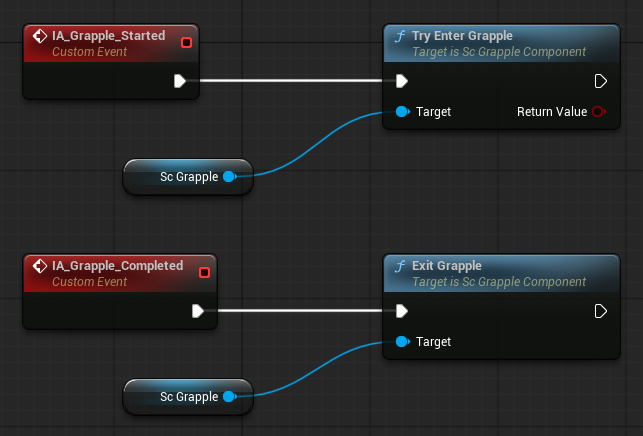 IA_Grapple_Started
Custom Event
Try Enter Grapple
Target is Sc Grapple Component
Target
Return Value
Sc Grapple
IA_Grapple_Completed
Custom Event
Exit Grapple
Target is Sc Grapple Component
Target
Sc Grapple